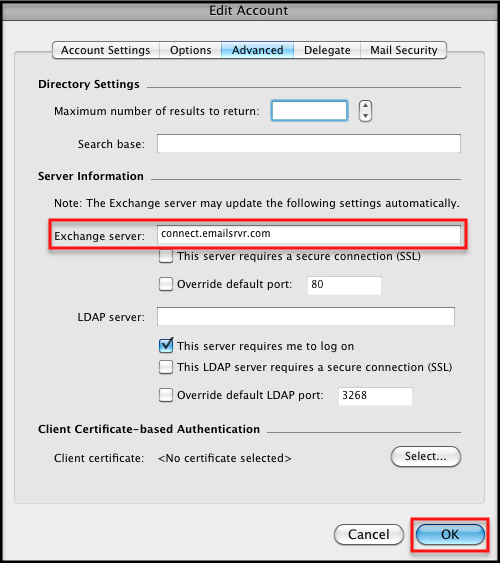 Edit Account
Account Settings Options Advanced Delegate Mail Security
Directory Settings
Maximum number of results to return:
Search base:
Server Information
Note: The Exchange server may update the following settings automatically.
Exchange server: connect.emailsrvr.com
This server requires a secure connection (SSL)
Override default port: 80
LDAP server:
This server requires me to log on
This LDAP server requires a secure connection (SSL)
Override default LDAP port: 3268
Client Certificate-based Authentication
Client certificate: <No certificate selected> Select...
Cancel OK